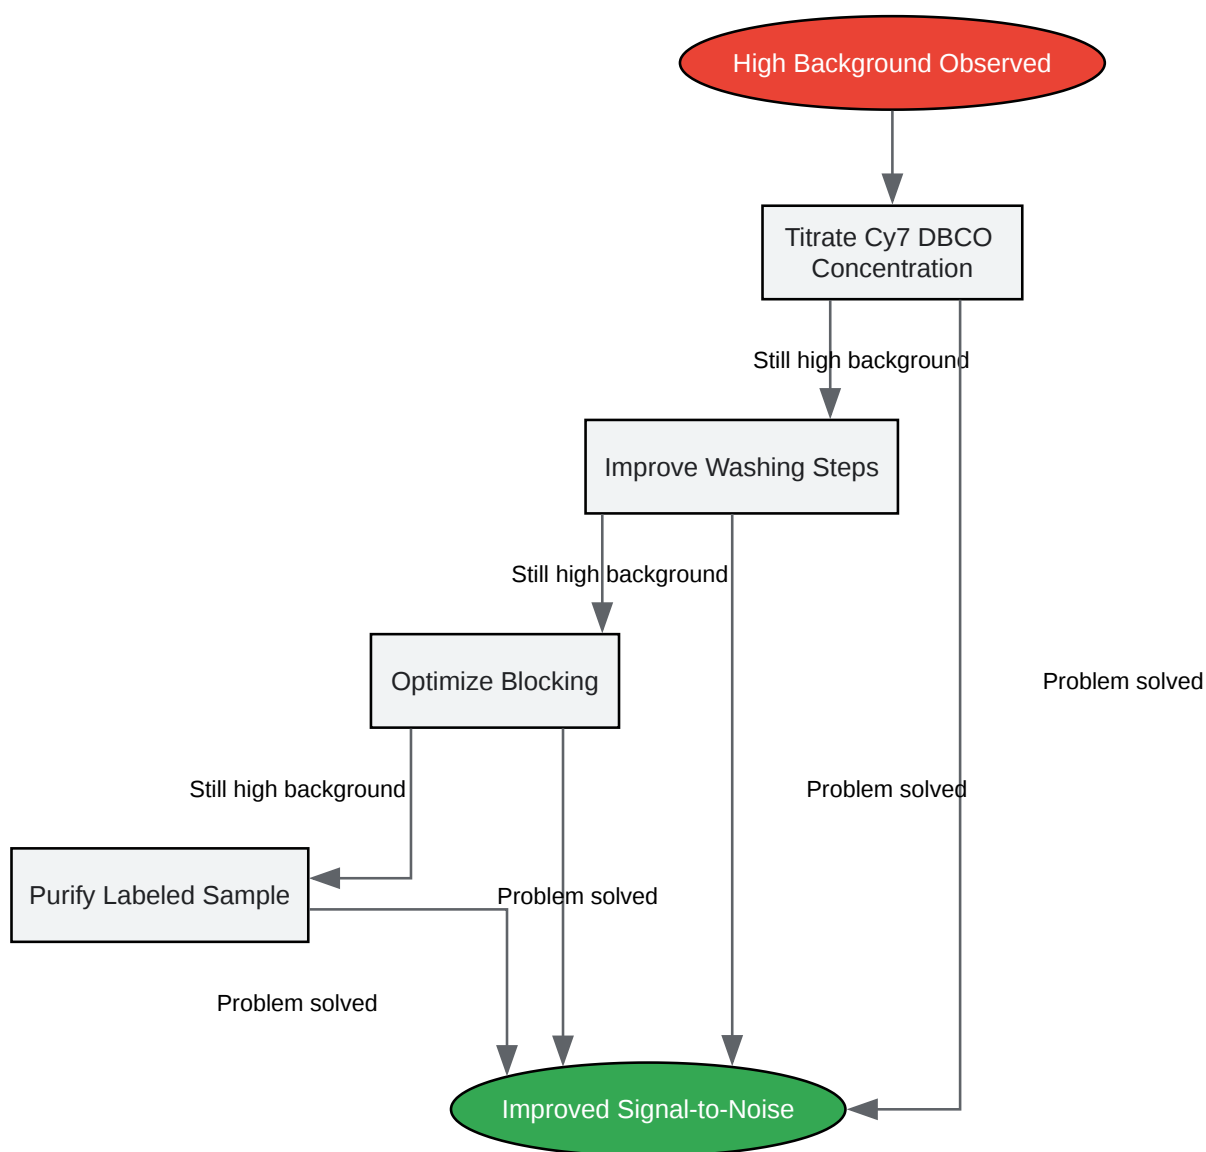 High Background Observed
Titrate Cy7 DBCO
Concentration
Still high background
Improve Washing Steps
Still high background
Optimize Blocking
Problem solved
Still high background
Problem solved
Purify Labeled Sample
Problem solved
Problem solved
Improved Signal-to-Noise